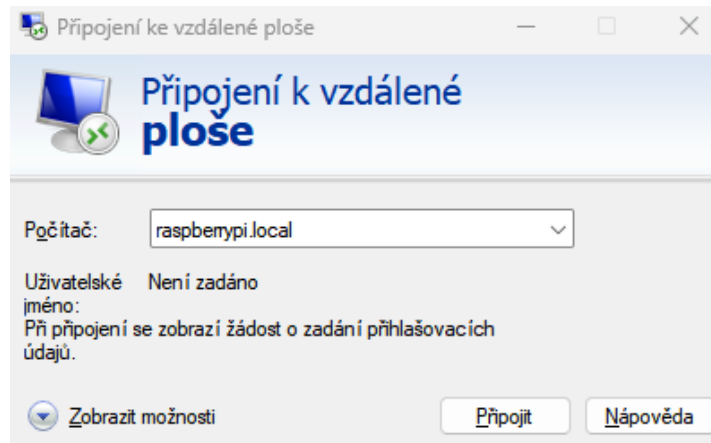 Připojení ke vzdálené ploše
Připojení k vzdálené
ploše
Počítač: raspberrypi.local
Uživatelské Není zadáno
jméno:
Při připojení se zobrazí žádost o zadání přihlašovacích
údajů.
Zobrazit možnosti Připojit Nápověda